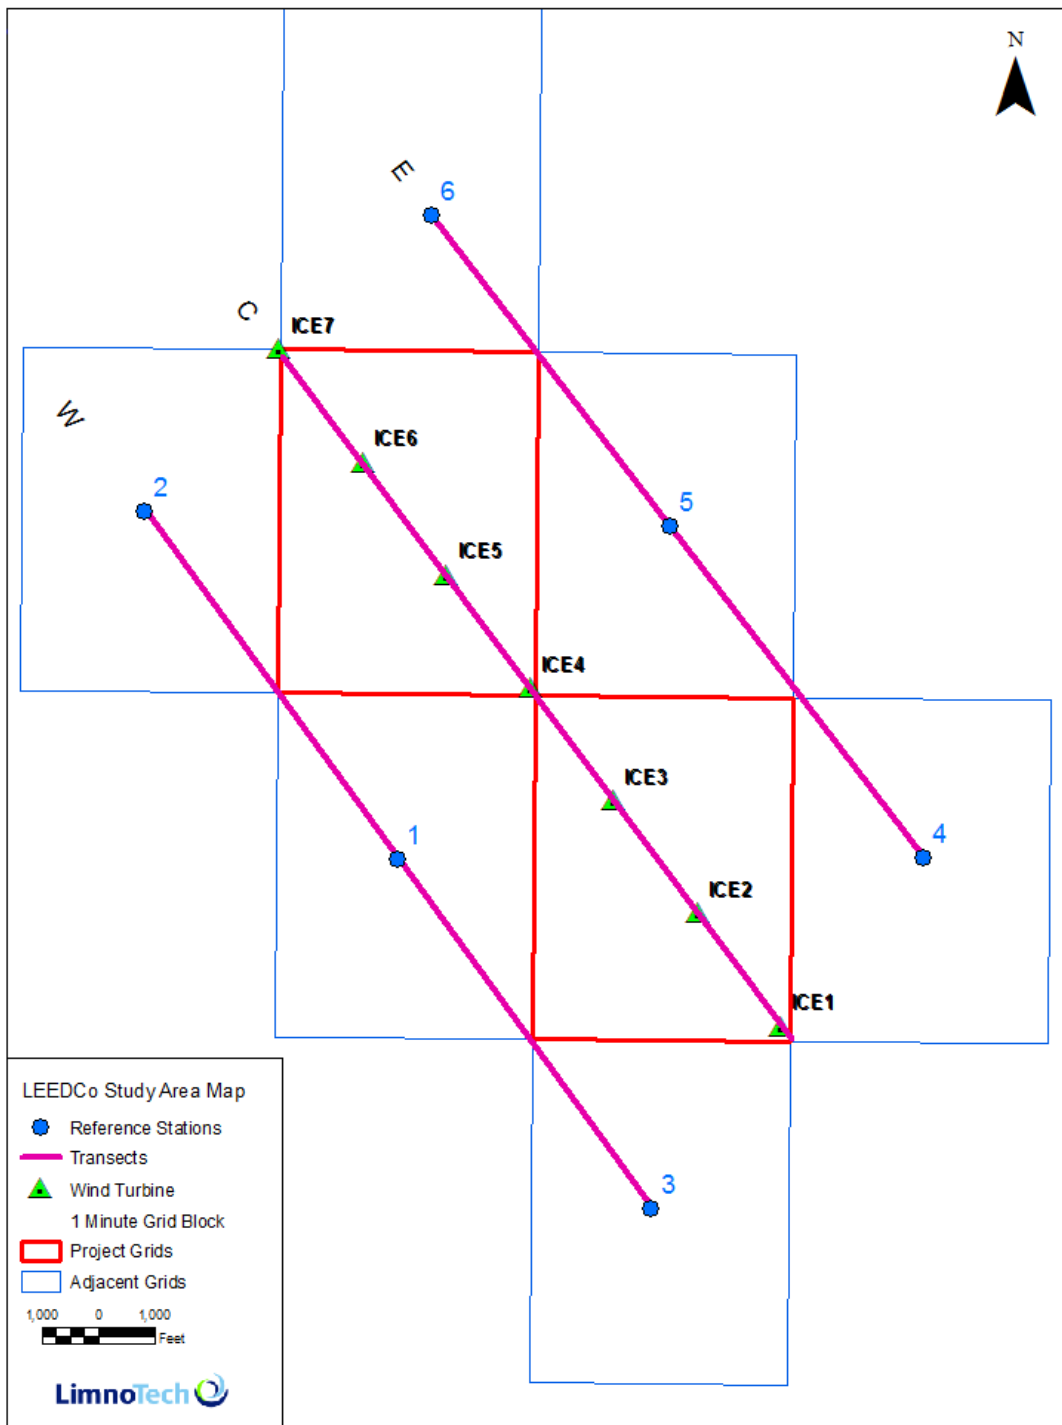 N
E
6
C
ICE7
W
ICE6
2
5
ICE5
ICE4
ICE3
1
4
ICE2
ICE1
3
LEEDCo Study Area Map
Reference Stations
Transects
Wind Turbine
1 Minute Grid Block
Project Grids
Adjacent Grids
1,000 0 1,000
Feet
LimnoTech